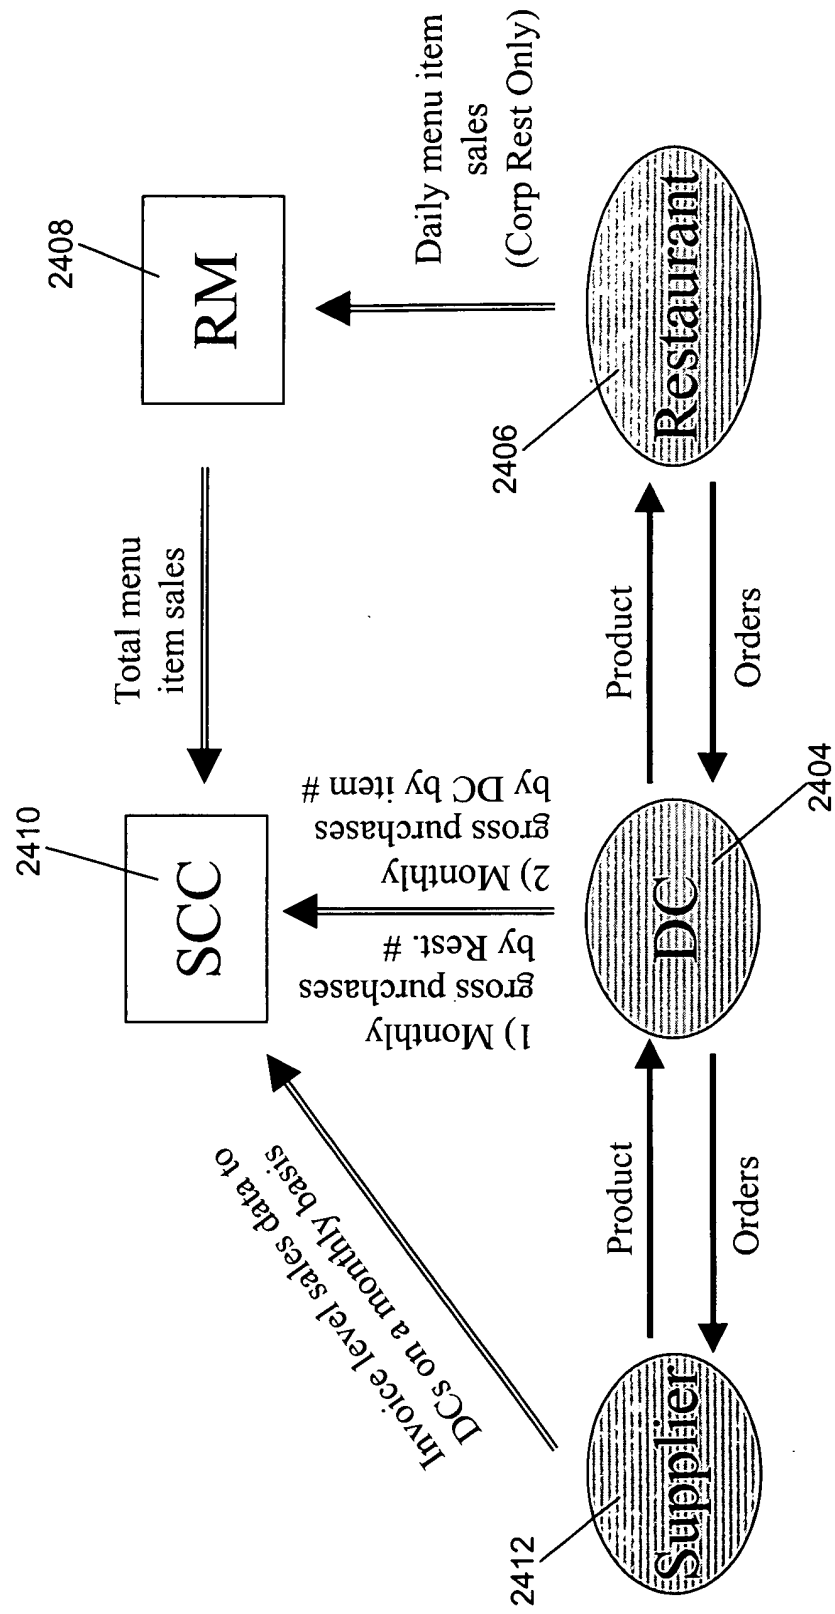 2408
RM
Daily menu item
sales
(Corp Rest Only)
Total menu
item sales
2410
SCC
1) Monthly
gross purchases
by Rest. #
2) Monthly
gross purchases
by DC by item #
Invoice level sales data to
DCs on a monthly basis
2406
Restaurant
Product
Orders
2404
DC
Product
Orders
2412
Supplier